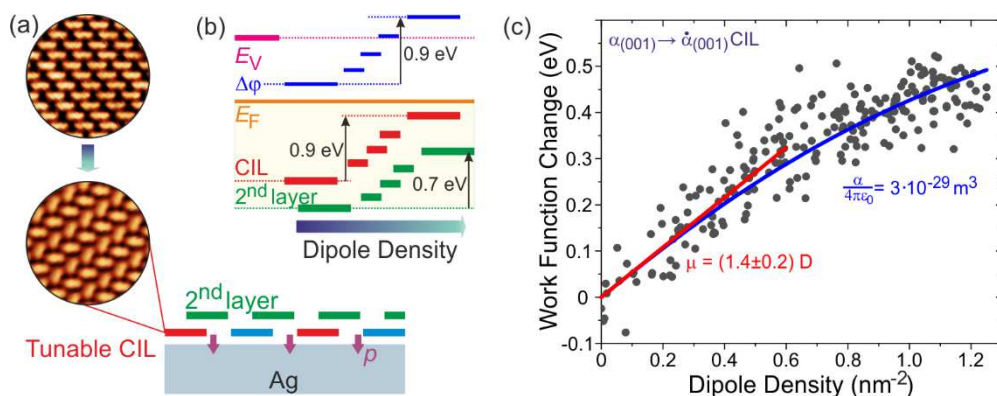 (a)
2nd layer
Tunable CIL
p
Ag
(b)
EV
Δφ
0.9 eV
EF
0.9 eV
CIL
0.7 eV
2nd layer
Dipole Density
(c)
α(001)→ α̇(001)CIL
Work Function Change (eV)
0.5
0.4
0.3
0.2
0.1
0
-0.1
α/4πε0 = 3·10-29 m3
μ = (1.4±0.2) D
0 0.2 0.4 0.6 0.8 1.0 1.2
Dipole Density (nm-2)